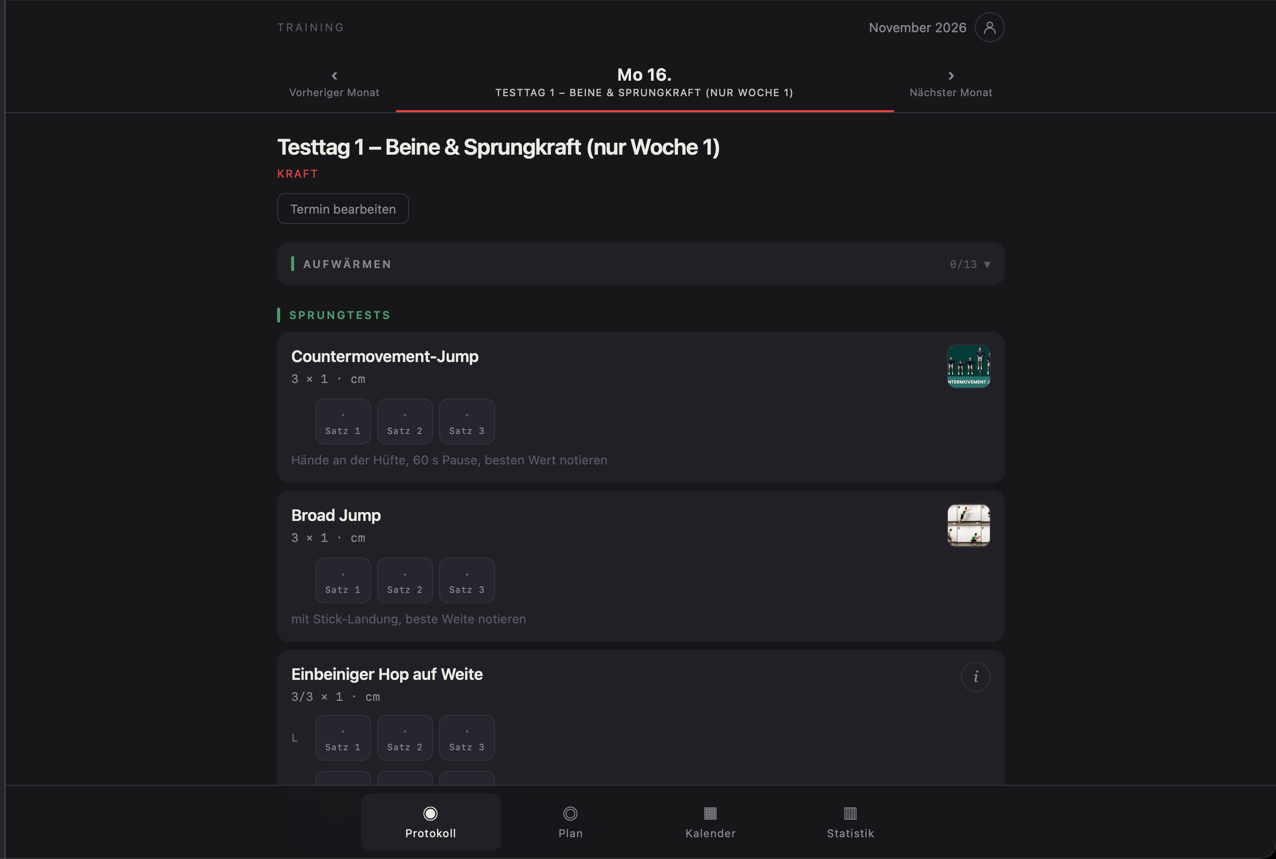 TRAINING
November 2026
‹
Vorheriger Monat
Mo 16.
TESTTAG 1 – BEINE & SPRUNGKRAFT (NUR WOCHE 1)
›
Nächster Monat
Testtag 1 – Beine & Sprungkraft (nur Woche 1)
KRAFT
Termin bearbeiten
AUFWÄRMEN
0/13 ▼
SPRUNGTESTS
Countermovement-Jump
3 × 1 · cm
Satz 1 Satz 2 Satz 3
Hände an der Hüfte, 60 s Pause, besten Wert notieren
Broad Jump
3 × 1 · cm
Satz 1 Satz 2 Satz 3
mit Stick-Landung, beste Weite notieren
Einbeiniger Hop auf Weite
i
3/3 × 1 · cm
L
Satz 1 Satz 2 Satz 3
Protokoll
Plan
Kalender
Statistik